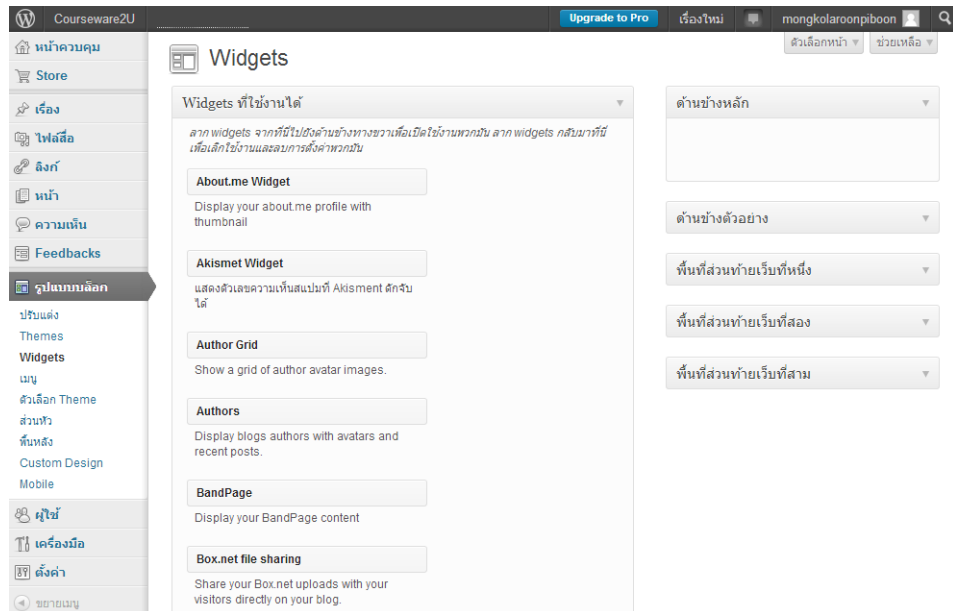 Courseware2U
Upgrade to Pro
เรื่องใหม่
mongkolaroonpiboon
ตัวเลือกหน้า
ช่วยเหลือ
หน้าควบคุม
Store
เรื่อง
ไฟล์สื่อ
ลิงก์
หน้า
ความเห็น
Feedbacks
รูปแบบบล็อก
ปรับแต่ง
Themes
Widgets
เมนู
ตัวเลือก Theme
ส่วนหัว
พื้นหลัง
Custom Design
Mobile
ผู้ใช้
เครื่องมือ
ตั้งค่า
ขยายเมนู
Widgets
Widgets ที่ใช้งานได้
ลาก widgets จากที่นี่ไปยังด้านข้างทางขวาเพื่อเปิดใช้งานพวกมัน ลาก widgets กลับมาที่นี่
เพื่อเลิกใช้งานและลบการตั้งค่าพวกมัน
About.me Widget
Display your about.me profile with
thumbnail
Akismet Widget
แสดงตัวเลขความเห็นสแปมที่ Akisment ดักจับ
ได้
Author Grid
Show a grid of author avatar images.
Authors
Display blogs authors with avatars and
recent posts.
BandPage
Display your BandPage content
Box.net file sharing
Share your Box.net uploads with your
visitors directly on your blog.
ด้านข้างหลัก
ด้านข้างตัวอย่าง
พื้นที่ส่วนท้ายเว็บที่หนึ่ง
พื้นที่ส่วนท้ายเว็บที่สอง
พื้นที่ส่วนท้ายเว็บที่สาม